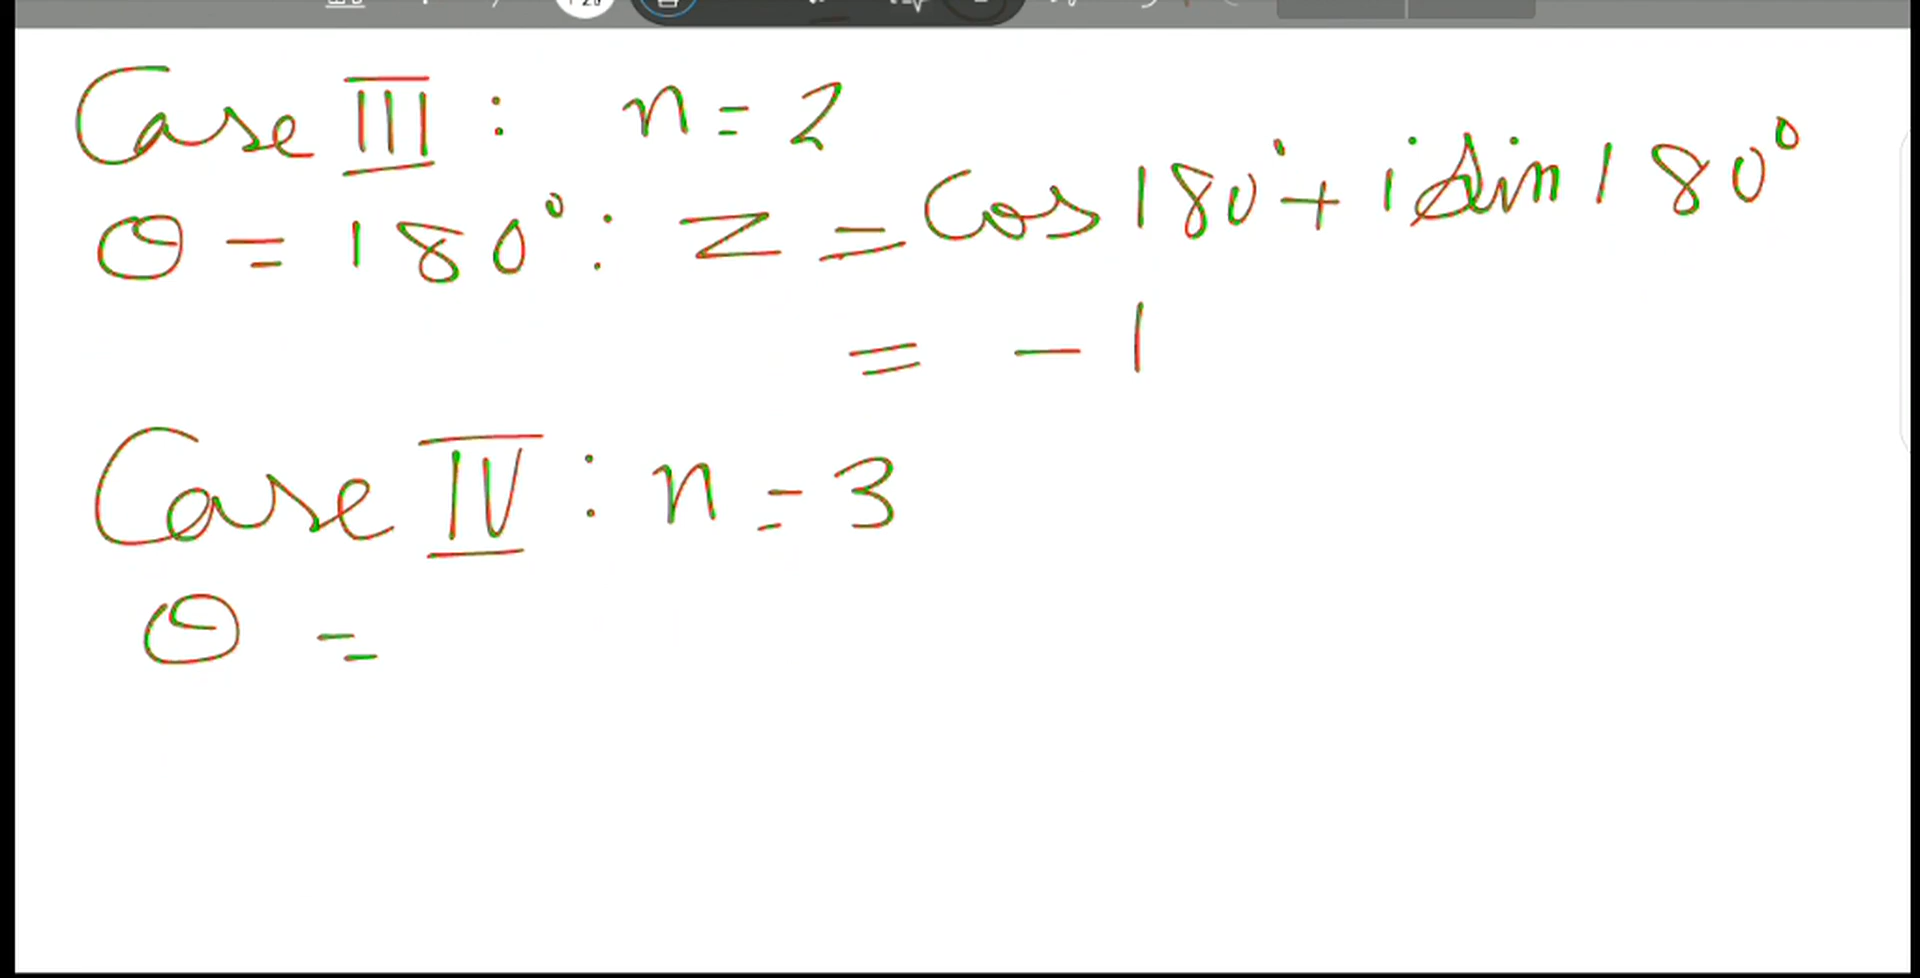 Case III : n = 2
θ = 180° : z = Cos 180° + i sin 180°
= - 1
Case IV : n = 3
θ =